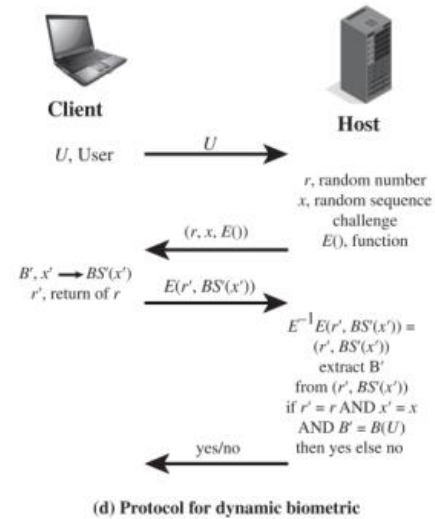 Client
Host
U, User
U
r, random number
x, random sequence
challenge
E(), function
(r, x, E())
B′, x′ → BS′(x′)
r′, return of r
E(r′, BS′(x′))
E⁻¹E(r′, BS′(x′)) =
(r′, BS′(x′))
extract B′
from (r′, BS′(x′))
if r′ = r AND x′ = x
AND B′ = B(U)
then yes else no
yes/no
(d) Protocol for dynamic biometric